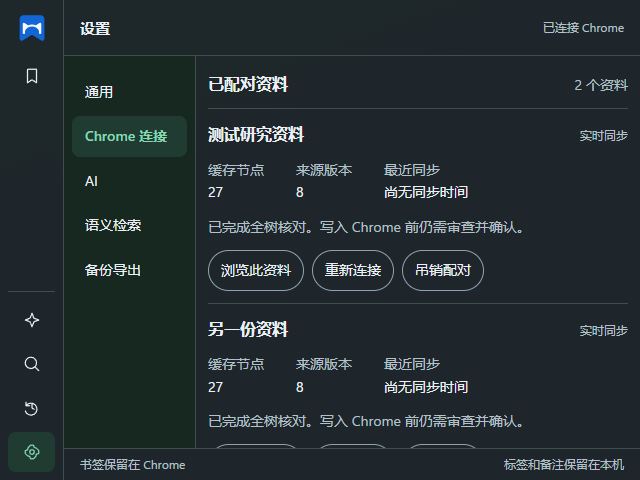 设置
已连接 Chrome
通用
Chrome 连接
AI
语义检索
备份导出
已配对资料
2 个资料
测试研究资料
实时同步
缓存节点 来源版本 最近同步
27 8 尚无同步时间
已完成全树核对。写入 Chrome 前仍需审查并确认。
浏览此资料 重新连接 吊销配对
另一份资料
实时同步
缓存节点 来源版本 最近同步
27 8 尚无同步时间
已完成全树核对。写入 Chrome 前仍需审查并确认。
书签保留在 Chrome
标签和备注保留在本机